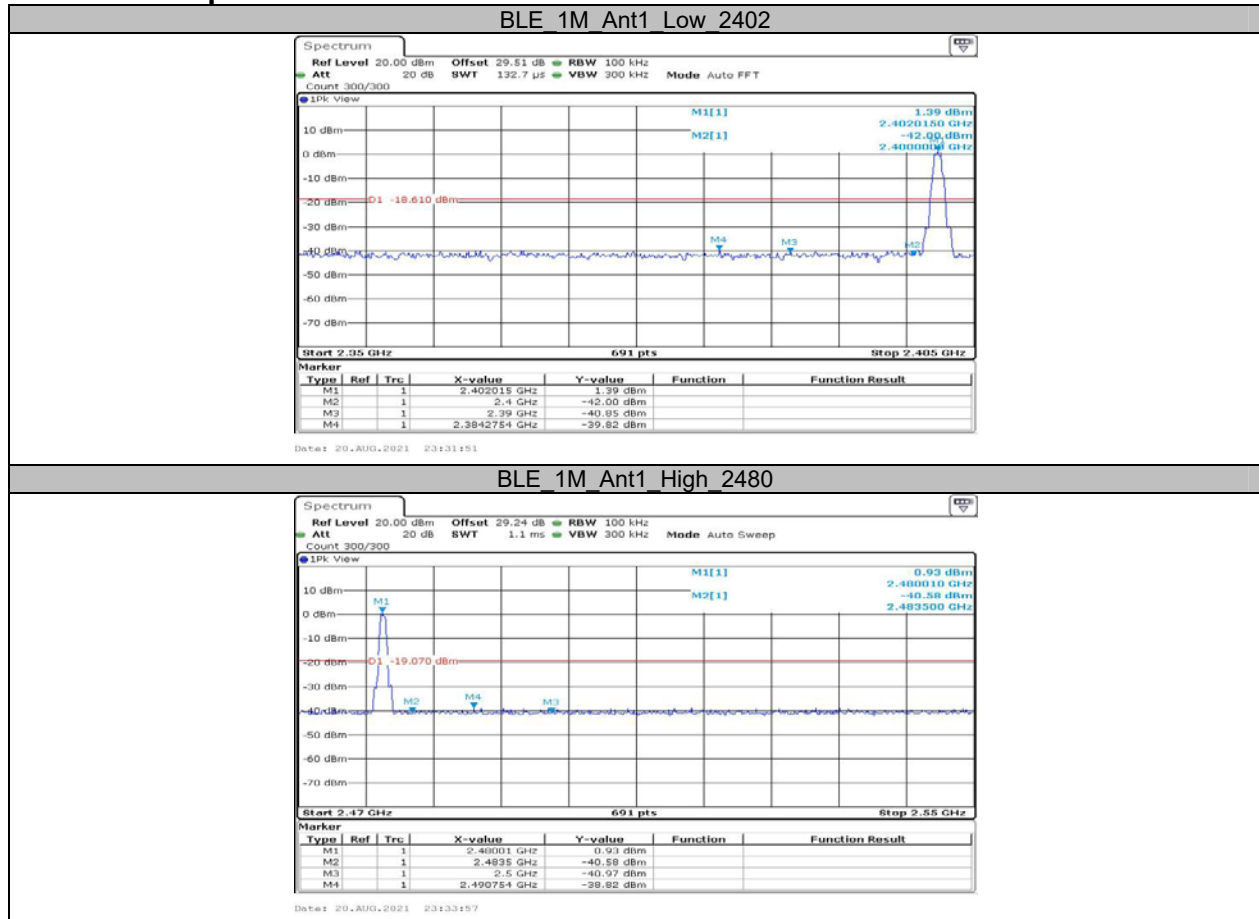 BLE_1M_Ant1_Low_2402
Spectrum
Ref Level 20.00 dBm Offset 29.51 dB RBW 100 kHz
Att 20 dB SWT 132.7 µs VBW 300 kHz Mode Auto FFT
Count 300/300
1Pk View
M1[1] 1.39 dBm
2.4020150 GHz
10 dBm
M2[1] -42.00 dBm
2.4000000 GHz
0 dBm
-10 dBm
-20 dBm D1 -18.610 dBm
-30 dBm
M4 M3 M2
-40 dBm
-50 dBm
-60 dBm
-70 dBm
Start 2.35 GHz 691 pts Stop 2.405 GHz
Marker
Type Ref Trc X-value Y-value Function Function Result
M1 1 2.402015 GHz 1.39 dBm
M2 1 2.4 GHz -42.00 dBm
M3 1 2.39 GHz -40.85 dBm
M4 1 2.3842754 GHz -39.82 dBm
Date: 20.AUG.2021 23:31:51
BLE_1M_Ant1_High_2480
Spectrum
Ref Level 20.00 dBm Offset 29.24 dB RBW 100 kHz
Att 20 dB SWT 1.1 ms VBW 300 kHz Mode Auto Sweep
Count 300/300
1Pk View
M1[1] 0.93 dBm
2.480010 GHz
10 dBm
M2[1] -40.58 dBm
2.483500 GHz
M1
0 dBm
-10 dBm
-20 dBm D1 -19.070 dBm
-30 dBm
M2 M4 M3
-40 dBm
-50 dBm
-60 dBm
-70 dBm
Start 2.47 GHz 691 pts Stop 2.55 GHz
Marker
Type Ref Trc X-value Y-value Function Function Result
M1 1 2.48001 GHz 0.93 dBm
M2 1 2.4835 GHz -40.58 dBm
M3 1 2.5 GHz -40.97 dBm
M4 1 2.490754 GHz -38.82 dBm
Date: 20.AUG.2021 23:33:57